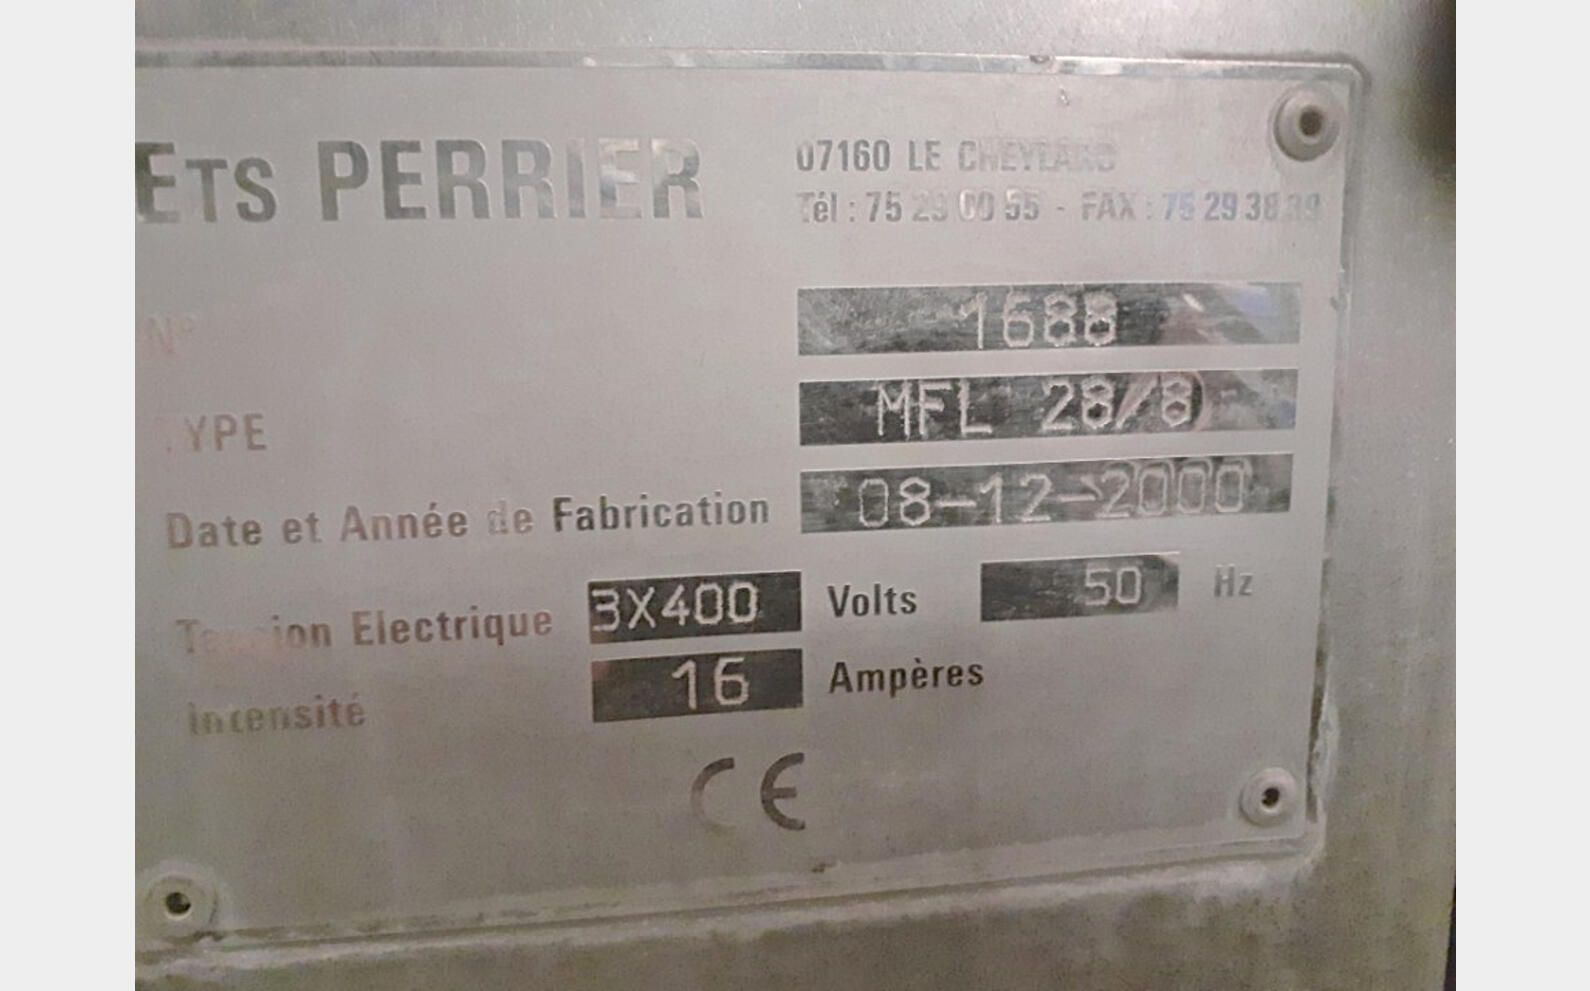 ETS PERRIER
07160 LE CHEYLARD
Tél : 75 29 00 55 - FAX : 75 29 38 39
N° 1688
TYPE MFL 28/8
Date et Année de Fabrication 08-12-2000
Tension Electrique 3X400 Volts 50 Hz
Intensité 16 Ampères
CE